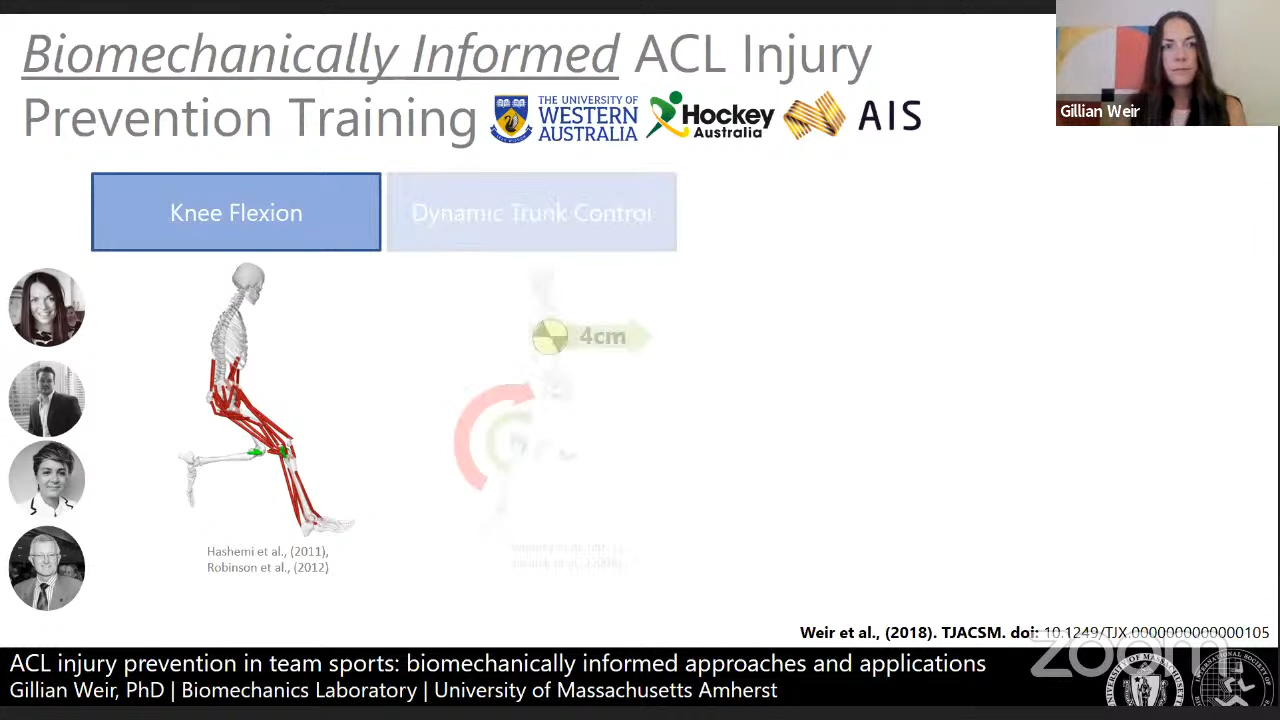 Biomechanically Informed ACL Injury
Prevention Training
THE UNIVERSITY OF
WESTERN
AUSTRALIA
Hockey
Australia
AIS
Gillian Weir
Knee Flexion
Dynamic Trunk Control
4cm
Hashemi et al., (2011),
Robinson et al., (2012)
Weir et al., (2018). TJACSM. doi: 10.1249/TJX.0000000000000105
zoom
ACL injury prevention in team sports: biomechanically informed approaches and applications
Gillian Weir, PhD | Biomechanics Laboratory | University of Massachusetts Amherst